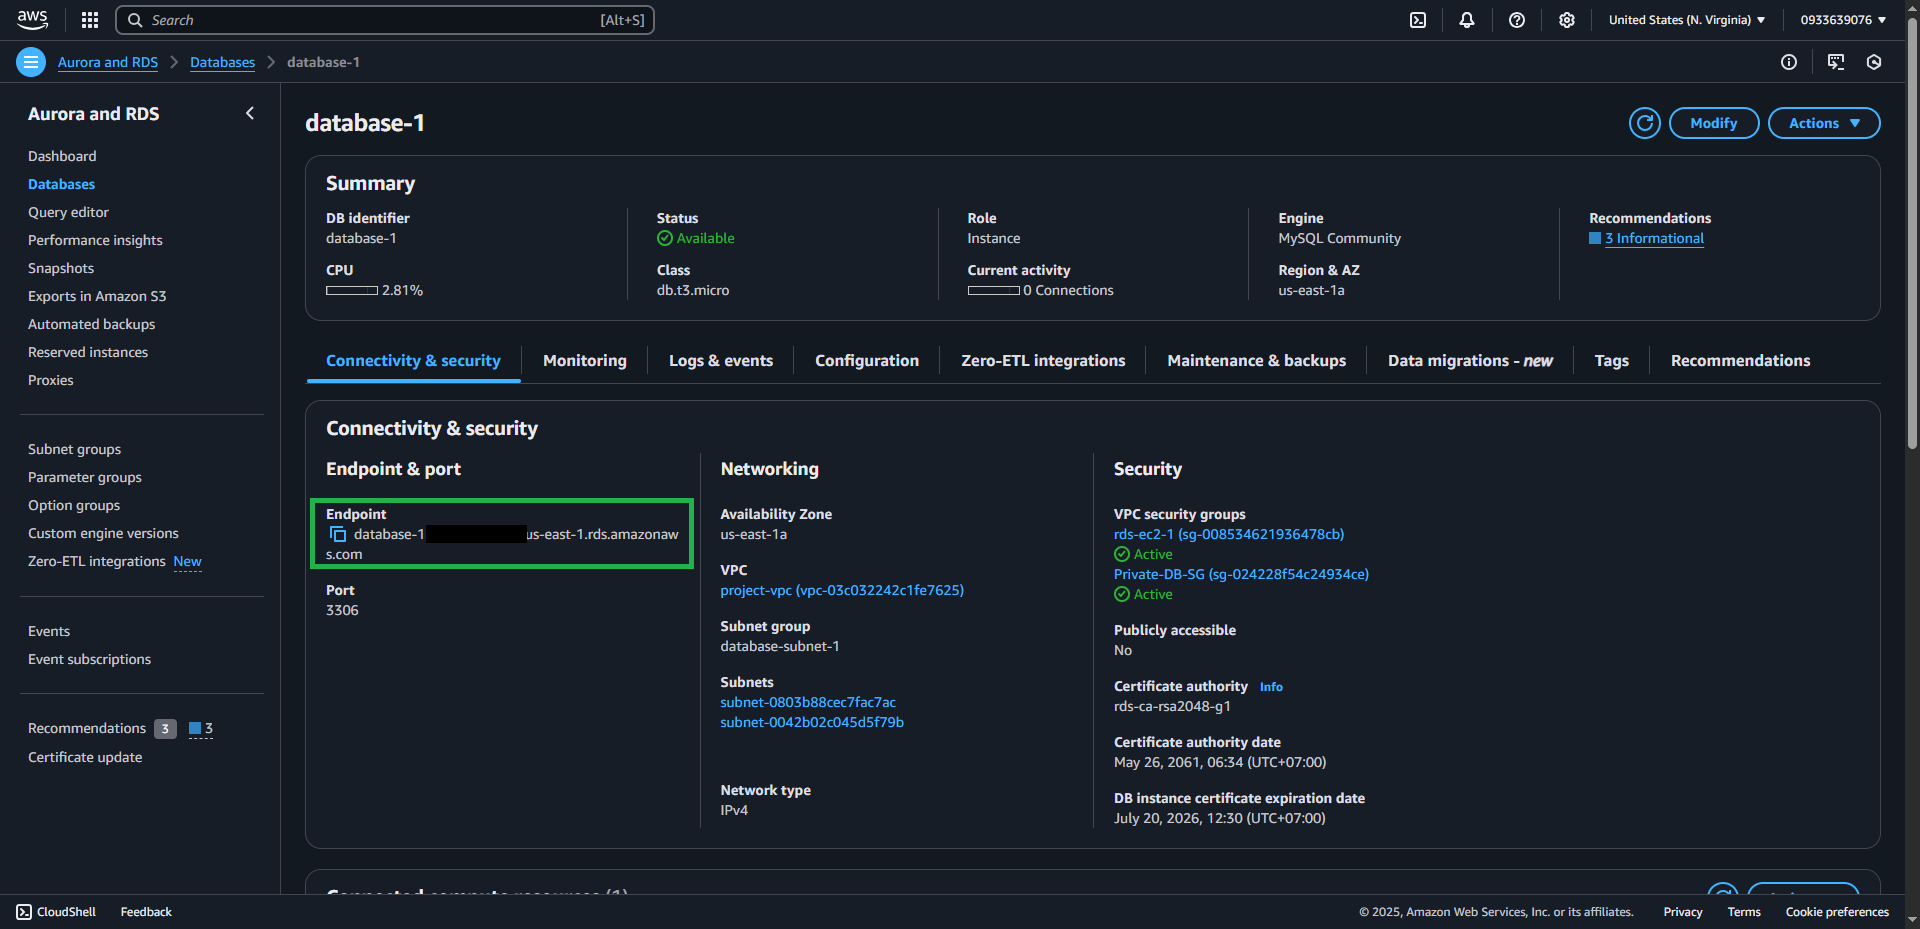 aws
Search [Alt+S]
United States (N. Virginia)
0933639076
Aurora and RDS
Databases
database-1
Aurora and RDS
Dashboard
Databases
Query editor
Performance insights
Snapshots
Exports in Amazon S3
Automated backups
Reserved instances
Proxies
Subnet groups
Parameter groups
Option groups
Custom engine versions
Zero-ETL integrations New
Events
Event subscriptions
Recommendations 3 3
Certificate update
database-1
Modify
Actions
Summary
DB identifier
database-1
CPU
2.81%
Status
Available
Class
db.t3.micro
Role
Instance
Current activity
0 Connections
Engine
MySQL Community
Region & AZ
us-east-1a
Recommendations
3 Informational
Connectivity & security
Monitoring
Logs & events
Configuration
Zero-ETL integrations
Maintenance & backups
Data migrations - new
Tags
Recommendations
Connectivity & security
Endpoint & port
Endpoint
database-1 us-east-1.rds.amazonaw
s.com
Port
3306
Networking
Availability Zone
us-east-1a
VPC
project-vpc (vpc-03c032242c1fe7625)
Subnet group
database-subnet-1
Subnets
subnet-0803b88cec7fac7ac
subnet-0042b02c045d5f79b
Network type
IPv4
Security
VPC security groups
rds-ec2-1 (sg-008534621936478cb)
Active
Private-DB-SG (sg-024228f54c24934ce)
Active
Publicly accessible
No
Certificate authority Info
rds-ca-rsa2048-g1
Certificate authority date
May 26, 2061, 06:34 (UTC+07:00)
DB instance certificate expiration date
July 20, 2026, 12:30 (UTC+07:00)
Connected compute resources (1)
CloudShell
Feedback
© 2025, Amazon Web Services, Inc. or its affiliates.
Privacy
Terms
Cookie preferences